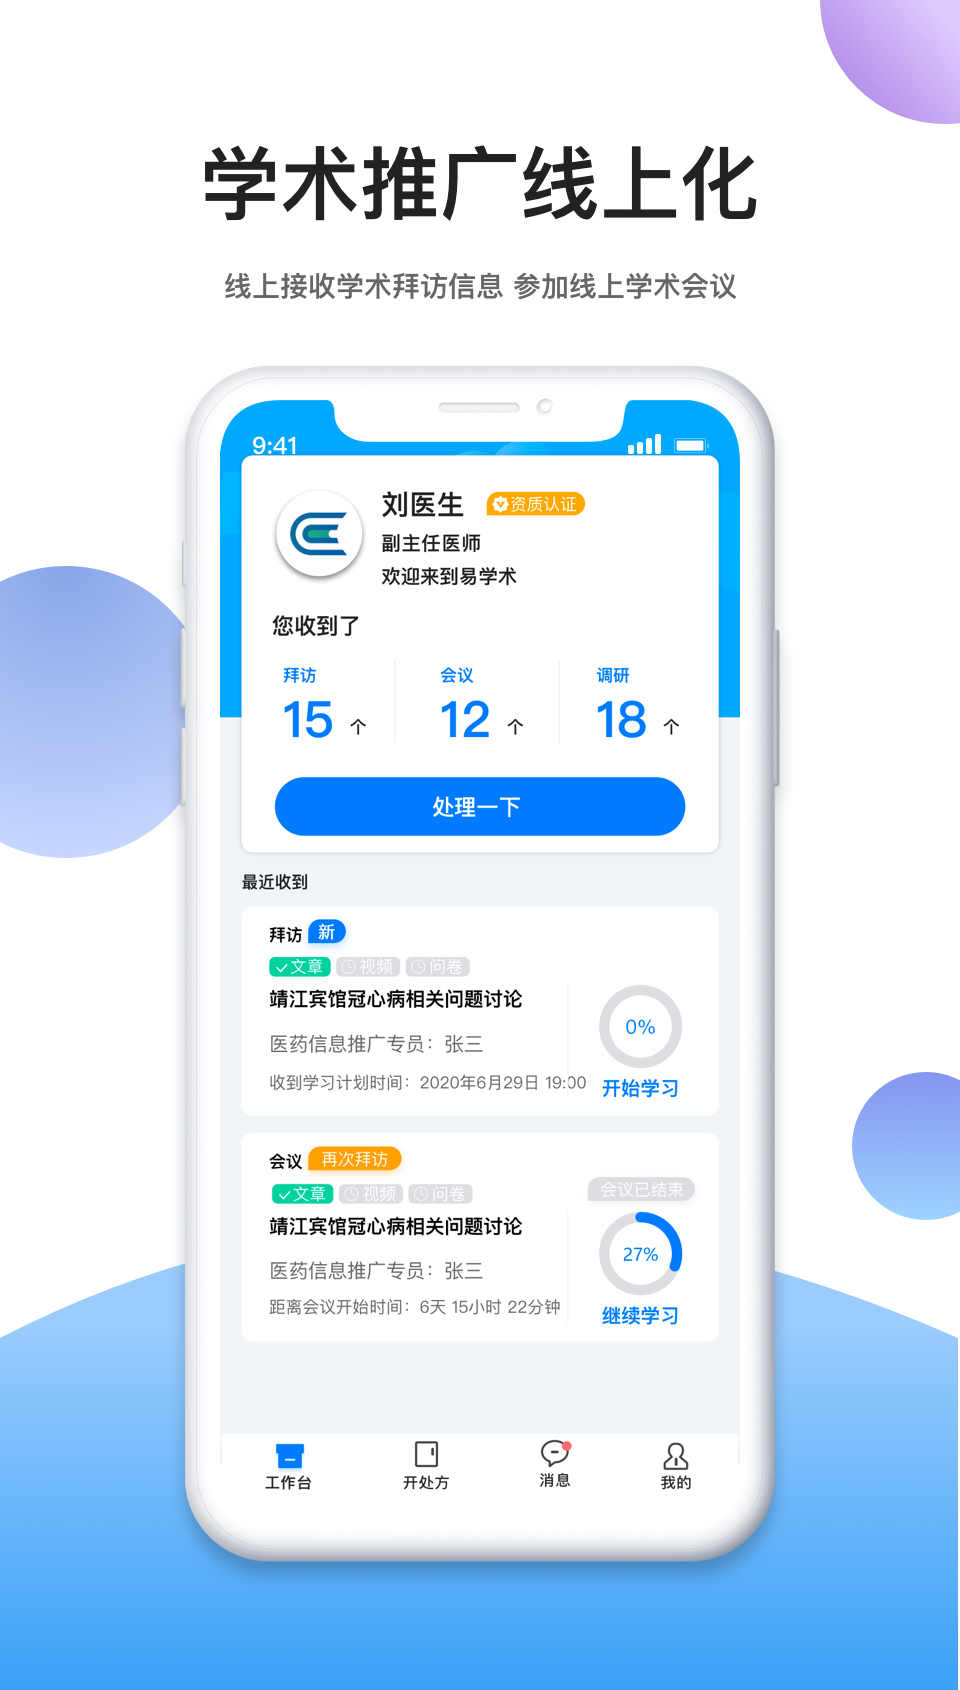 学术推广线上化
线上接收学术拜访信息 参加线上学术会议
9:41
刘医生 资质认证
副主任医师
欢迎来到易学术
您收到了
拜访 会议 调研
15 个 12 个 18 个
处理一下
最近收到
拜访 新
文章 视频 问卷
靖江宾馆冠心病相关问题讨论
0%
医药信息推广专员：张三
收到学习计划时间：2020年6月29日 19:00
开始学习
会议 再次拜访
会议已结束
文章 视频 问卷
靖江宾馆冠心病相关问题讨论
27%
医药信息推广专员：张三
距离会议开始时间：6天 15小时 22分钟
继续学习
工作台 开处方 消息 我的